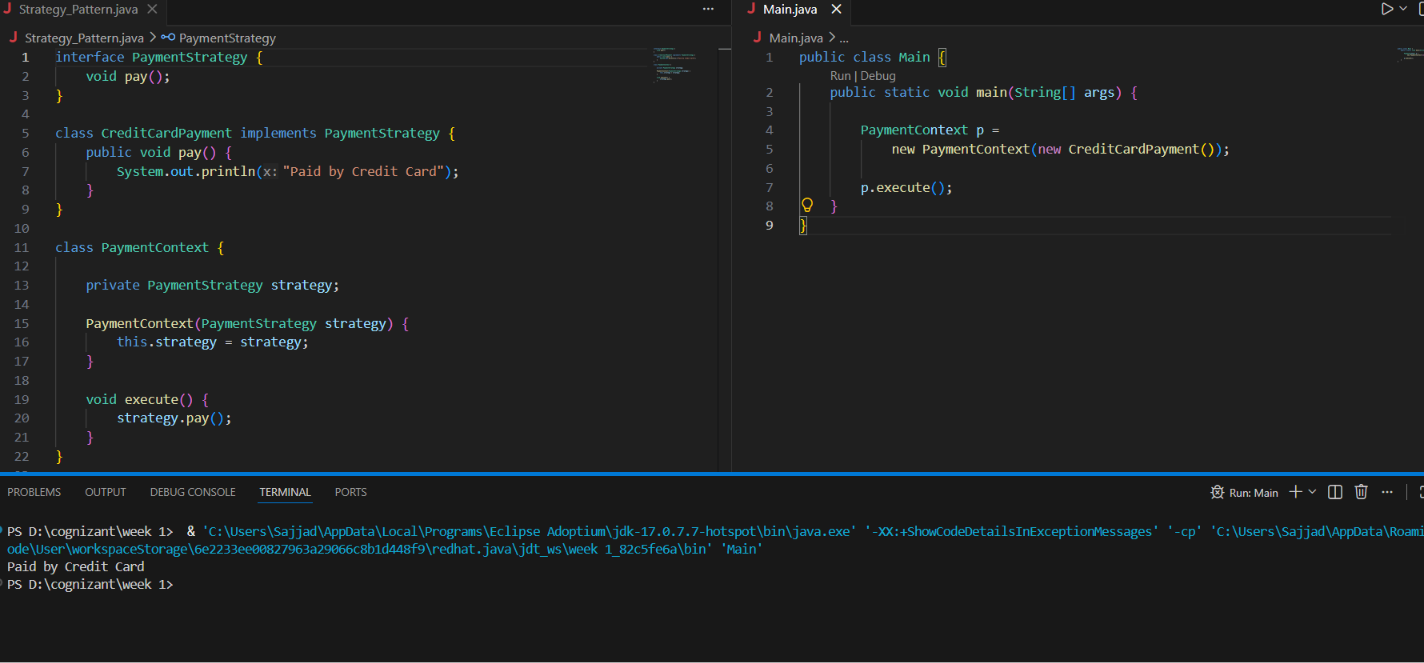 Strategy_Pattern.java
Strategy_Pattern.java > PaymentStrategy
1 interface PaymentStrategy {
2 void pay();
3 }
4
5 class CreditCardPayment implements PaymentStrategy {
6 public void pay() {
7 System.out.println(x: "Paid by Credit Card");
8 }
9 }
10
11 class PaymentContext {
12
13 private PaymentStrategy strategy;
14
15 PaymentContext(PaymentStrategy strategy) {
16 this.strategy = strategy;
17 }
18
19 void execute() {
20 strategy.pay();
21 }
22 }
Main.java
Main.java > ...
1 public class Main {
Run | Debug
2 public static void main(String[] args) {
3
4 PaymentContext p =
5 new PaymentContext(new CreditCardPayment());
6
7 p.execute();
8 }
9 }
PROBLEMS OUTPUT DEBUG CONSOLE TERMINAL PORTS
Run: Main
PS D:\cognizant\week 1> & 'C:\Users\Sajjad\AppData\Local\Programs\Eclipse Adoptium\jdk-17.0.7.7-hotspot\bin\java.exe' '-XX:+ShowCodeDetailsInExceptionMessages' '-cp' 'C:\Users\Sajjad\AppData\Roami
ode\User\workspaceStorage\6e2233ee00827963a29066c8b1d448f9\redhat.java\jdt_ws\week 1_82c5fe6a\bin' 'Main'
Paid by Credit Card
PS D:\cognizant\week 1>